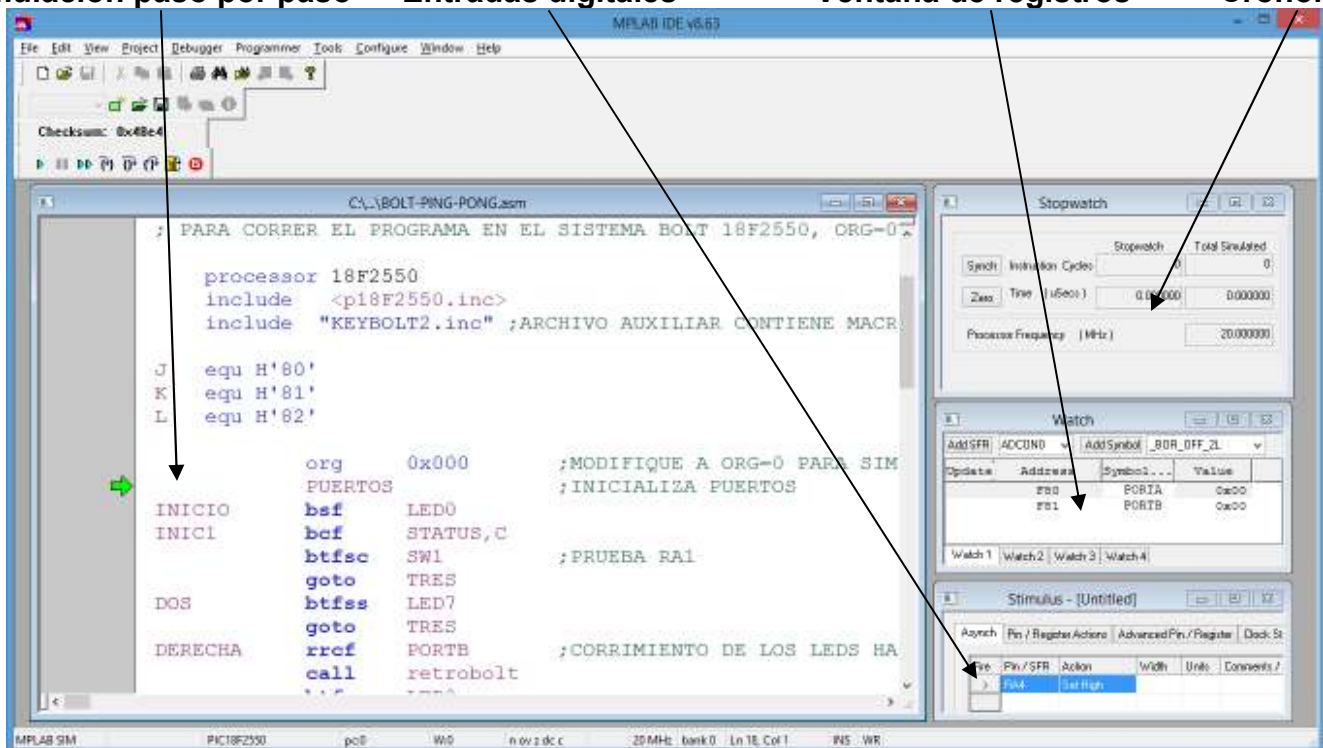 ulación paso por paso Entradas digitales Ventana de registros
MPLAB IDE v8.63
File Edit View Project Debugger Programmer Tools Configure Window Help
Checksum: 0x48e4
C:\...\BOLT-PING-PONG.asm
; PARA CORRER EL PROGRAMA EN EL SISTEMA BOLT 18F2550, ORG=0
processor 18F2550
include <p18F2550.inc>
include "KEYBOLT2.inc" ;ARCHIVO AUXILIAR CONTIENE MACR
J equ H'80'
K equ H'81'
L equ H'82'
org 0x000 ;MODIFIQUE A ORG=0 PARA SIM
PUERTOS ;INICIALIZA PUERTOS
INICIO bsf LED0
INIC1 bcf STATUS,C
btfsc SW1 ;PRUEBA RA1
goto TRES
DOS btfss LED7
goto TRES
DERECHA rrcf PORTB ;CORRIMIENTO DE LOS LEDS HA
call retrobolt
Stopwatch
Stopwatch Total Simulated
Synch Instruction Cycles 0 0
Zero Time (uSecs) 0.000000 0.000000
Processor Frequency (MHz) 20.000000
Watch
Add SFR ADCON0 Add Symbol _BOR_OFF_2L
Update Address Symbol... Value
F80 PORTA 0x00
F81 PORTB 0x00
Watch 1 Watch 2 Watch 3 Watch 4
Stimulus - [Untitled]
Asynch Pin / Register Actions Advanced Pin / Register Clock St
Fire Pin / SFR Action Width Units Comments /
> RA4 Set High
MPLAB SIM PIC18F2550 pc:0 W:0 n ov z dc c 20 MHz bank 0 Ln 18, Col 1 INS WR